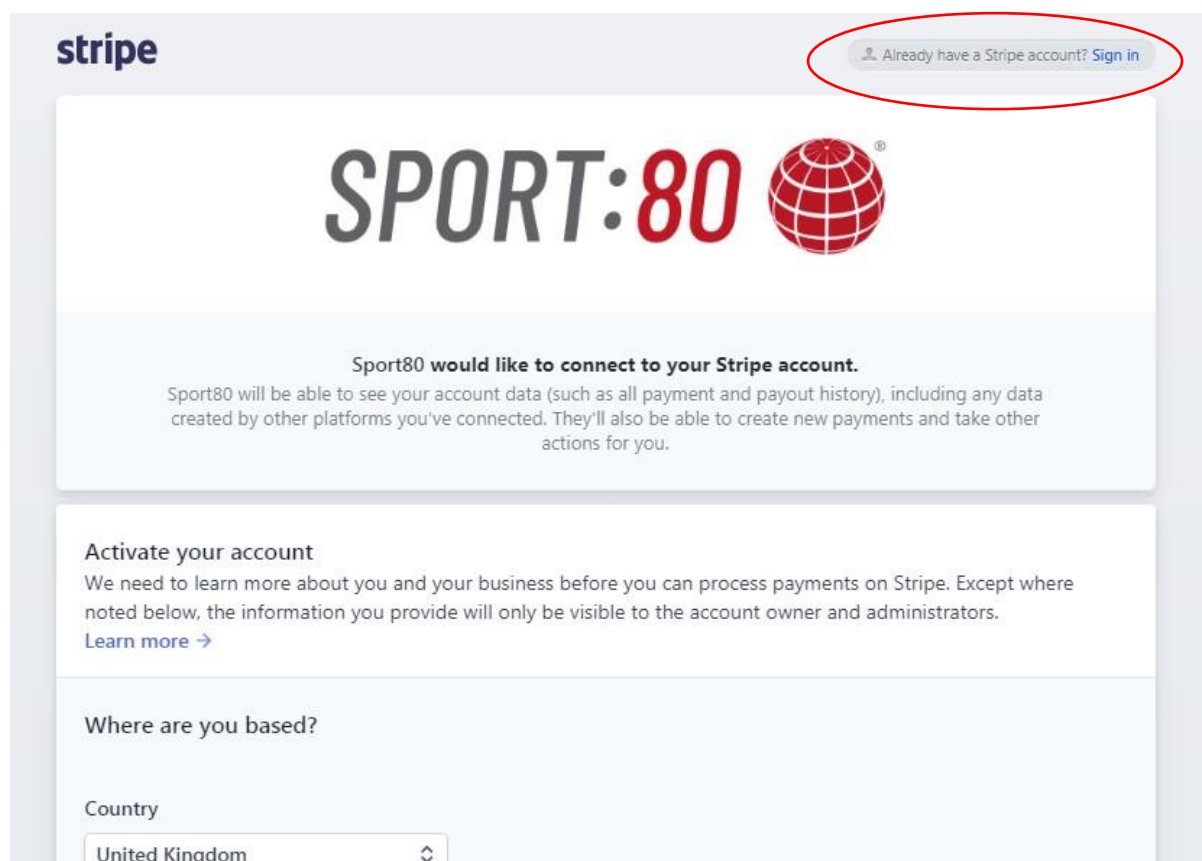 stripe
Already have a Stripe account? Sign in
SPORT:80 ®
Sport80 would like to connect to your Stripe account.
Sport80 will be able to see your account data (such as all payment and payout history), including any data
created by other platforms you've connected. They'll also be able to create new payments and take other
actions for you.
Activate your account
We need to learn more about you and your business before you can process payments on Stripe. Except where
noted below, the information you provide will only be visible to the account owner and administrators.
Learn more →
Where are you based?
Country
United Kingdom